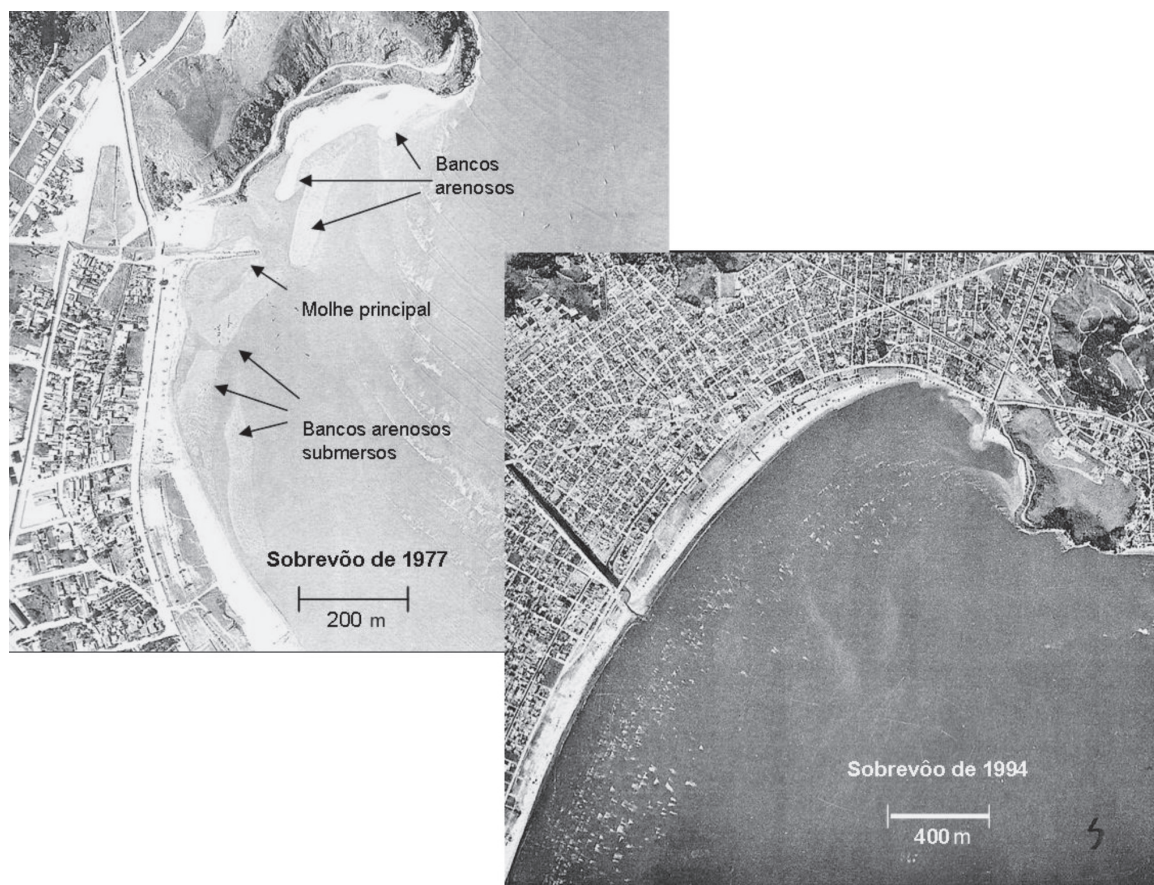 Bancos
arenosos
Molhe principal
Bancos arenosos
submersos
Sobrevôo de 1977
200 m
Sobrevôo de 1994
400 m